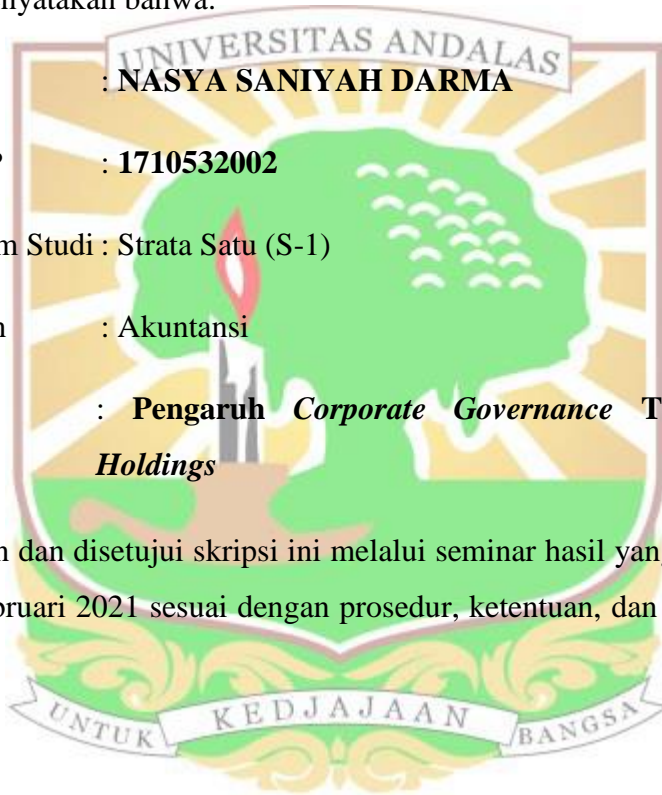 nyatakan bahwa:
UNIVERSITAS ANDALAS
: NASYA SANIYAH DARMA
: 1710532002
m Studi : Strata Satu (S-1)
n : Akuntansi
: Pengaruh Corporate Governance T
Holdings
n dan disetujui skripsi ini melalui seminar hasil yang
bruari 2021 sesuai dengan prosedur, ketentuan, dan
UNTUK KEDJAJAAN BANGSA